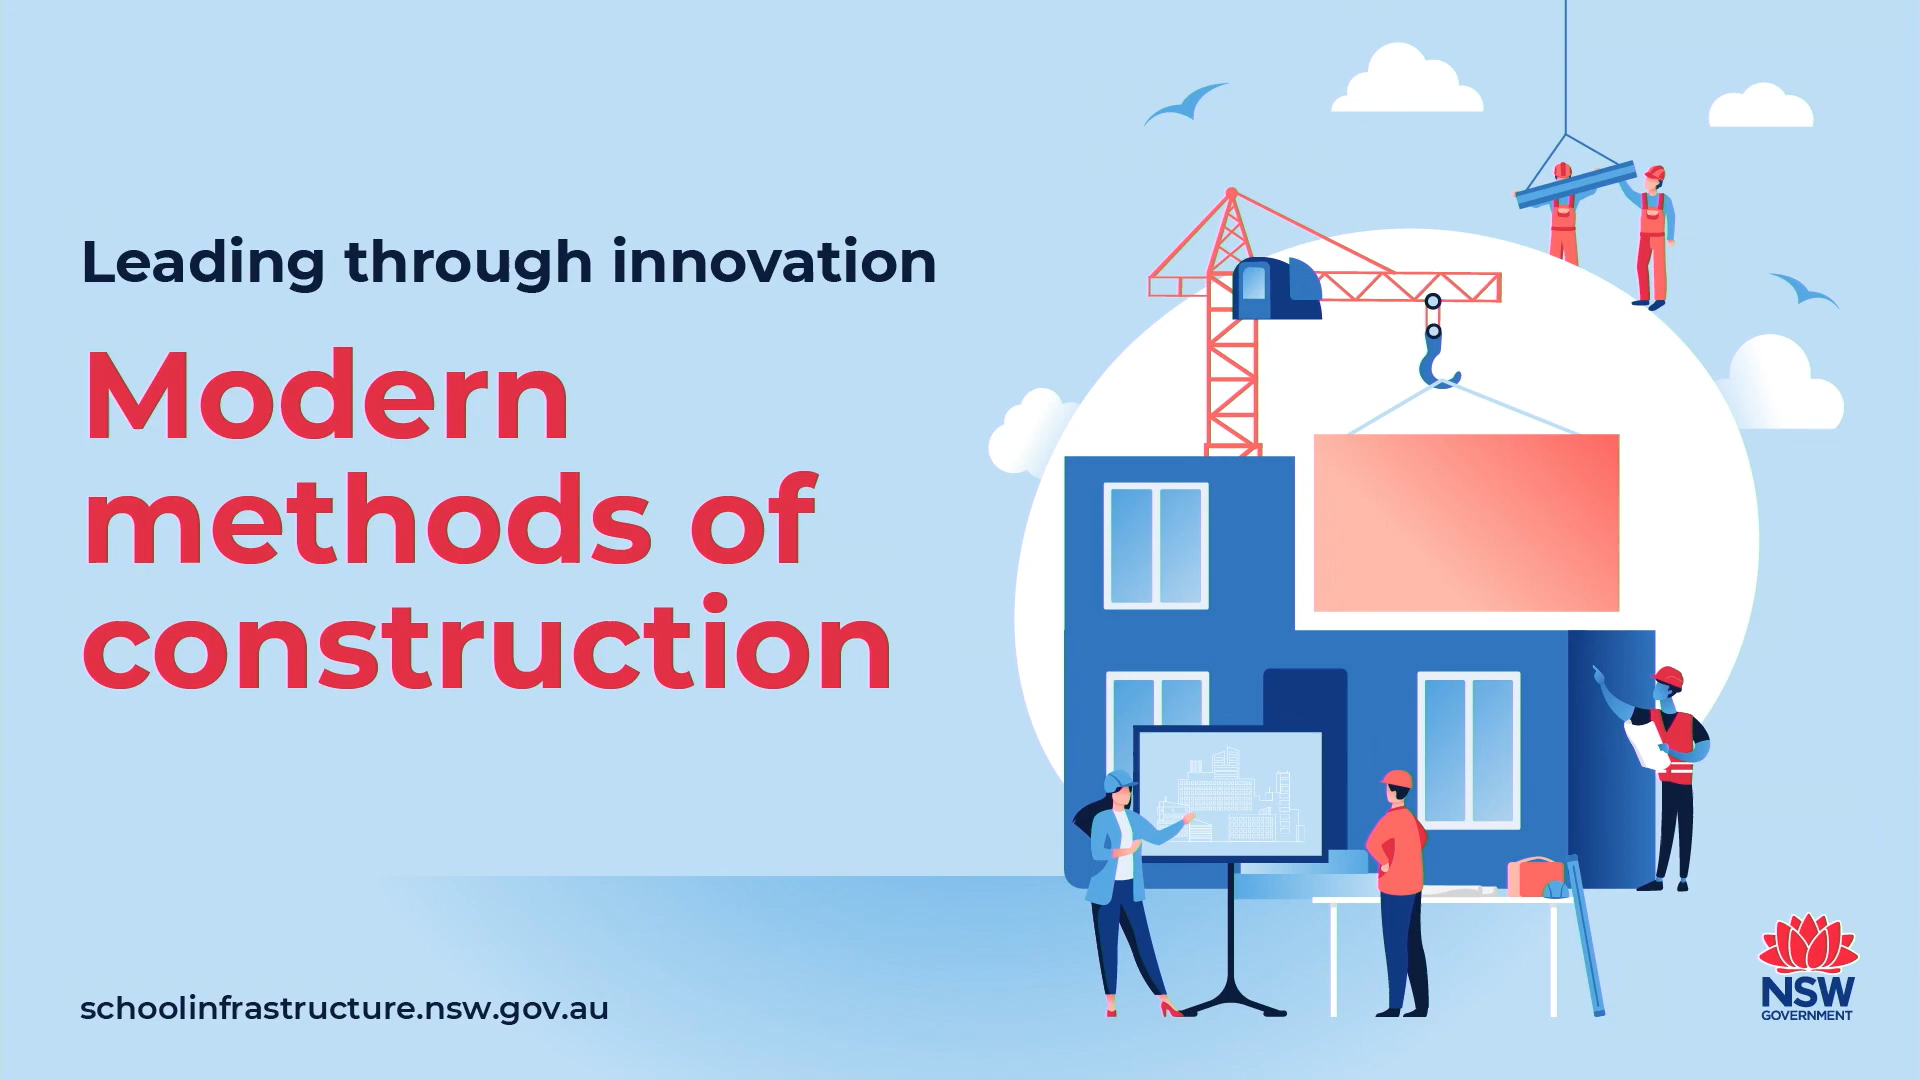 Leading through innovation
Modern
methods of
construction
schoolinfrastructure.nsw.gov.au
NSW
GOVERNMENT